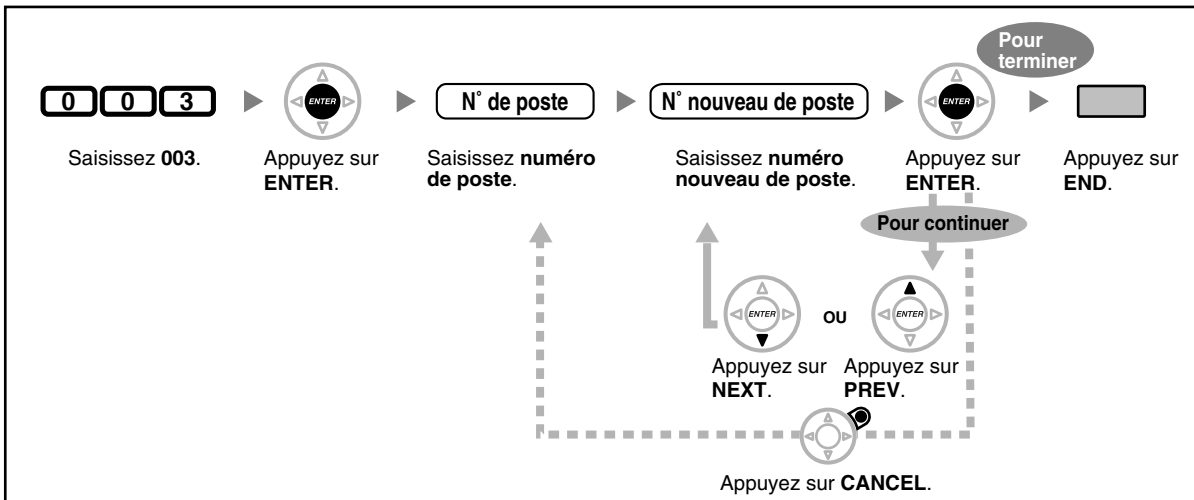 Pour
terminer
0 0 3
ENTER
N° de poste
N° nouveau de poste
ENTER
Saisissez 003.
Appuyez sur
ENTER.
Saisissez numéro
de poste.
Saisissez numéro
nouveau de poste.
Appuyez sur
ENTER.
Appuyez sur
END.
Pour continuer
ENTER
OU
ENTER
Appuyez sur
NEXT.
Appuyez sur
PREV.
Appuyez sur CANCEL.